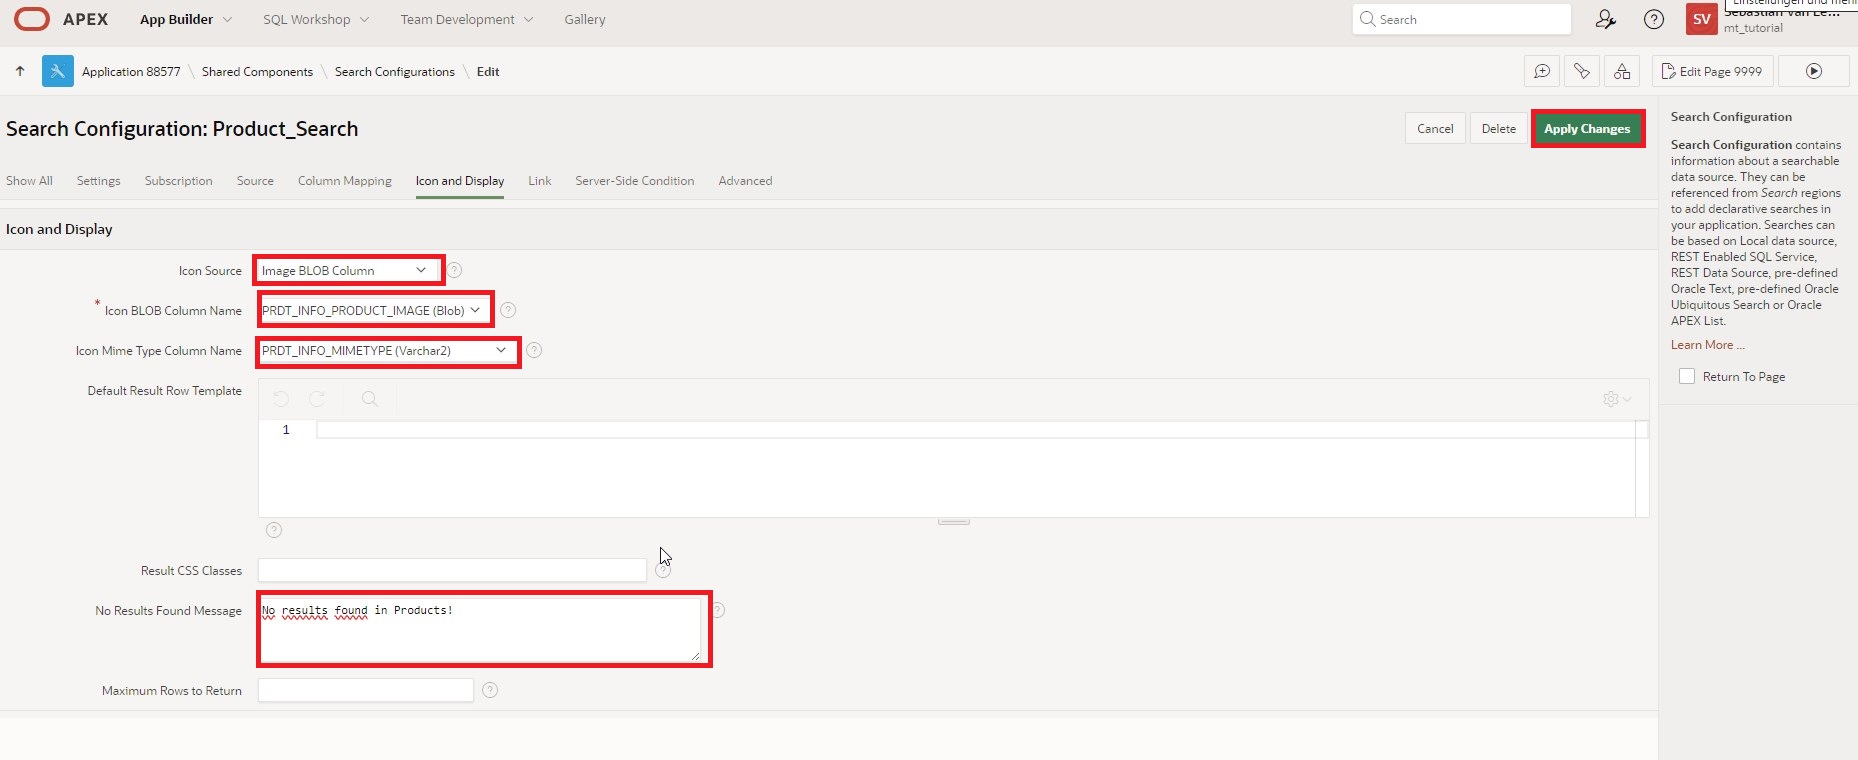 APEX App Builder SQL Workshop Team Development Gallery Search SV
mt_tutorial
Application 88577 \ Shared Components \ Search Configurations \ Edit Edit Page 9999
Search Configuration: Product_Search Cancel Delete Apply Changes
Show All Settings Subscription Source Column Mapping Icon and Display Link Server-Side Condition Advanced
Icon and Display
Icon Source Image BLOB Column ?
* Icon BLOB Column Name PRDT_INFO_PRODUCT_IMAGE (Blob) ?
Icon Mime Type Column Name PRDT_INFO_MIMETYPE (Varchar2) ?
Default Result Row Template
1
?
Result CSS Classes ?
No Results Found Message No results found in Products! ?
Maximum Rows to Return ?
Search Configuration
Search Configuration contains
information about a searchable
data source. They can be
referenced from Search regions
to add declarative searches in
your application. Searches can
be based on Local data source,
REST Enabled SQL Service,
REST Data Source, pre-defined
Oracle Text, pre-defined Oracle
Ubiquitous Search or Oracle
APEX List.
Learn More ...
Return To Page